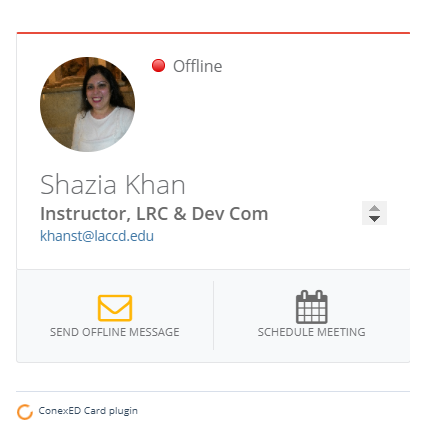 Offline
Shazia Khan
Instructor, LRC & Dev Com
khanst@laccd.edu
SEND OFFLINE MESSAGE
SCHEDULE MEETING
ConexED Card plugin